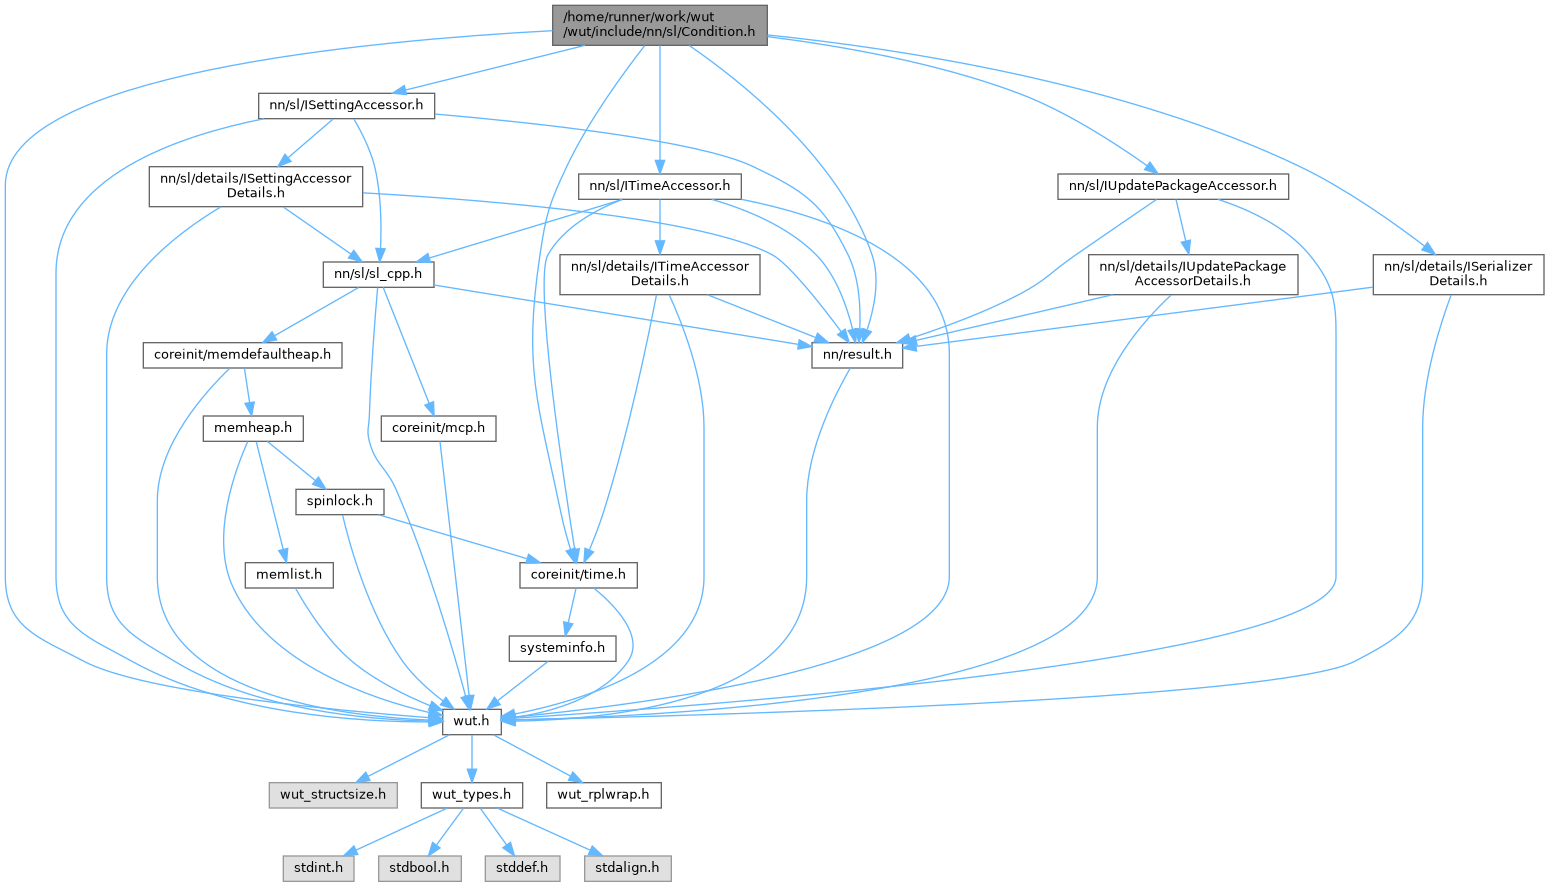 /home/runner/work/wut
/wut/include/nn/sl/Condition.h
nn/sl/ISettingAccessor.h
nn/sl/details/ISettingAccessor
Details.h
nn/sl/ITimeAccessor.h
nn/sl/IUpdatePackageAccessor.h
nn/sl/sl_cpp.h
nn/sl/details/ITimeAccessor
Details.h
nn/sl/details/IUpdatePackage
AccessorDetails.h
nn/sl/details/ISerializer
Details.h
coreinit/memdefaultheap.h
nn/result.h
memheap.h
coreinit/mcp.h
spinlock.h
memlist.h
coreinit/time.h
systeminfo.h
wut.h
wut_structsize.h
wut_types.h
wut_rplwrap.h
stdint.h
stdbool.h
stddef.h
stdalign.h